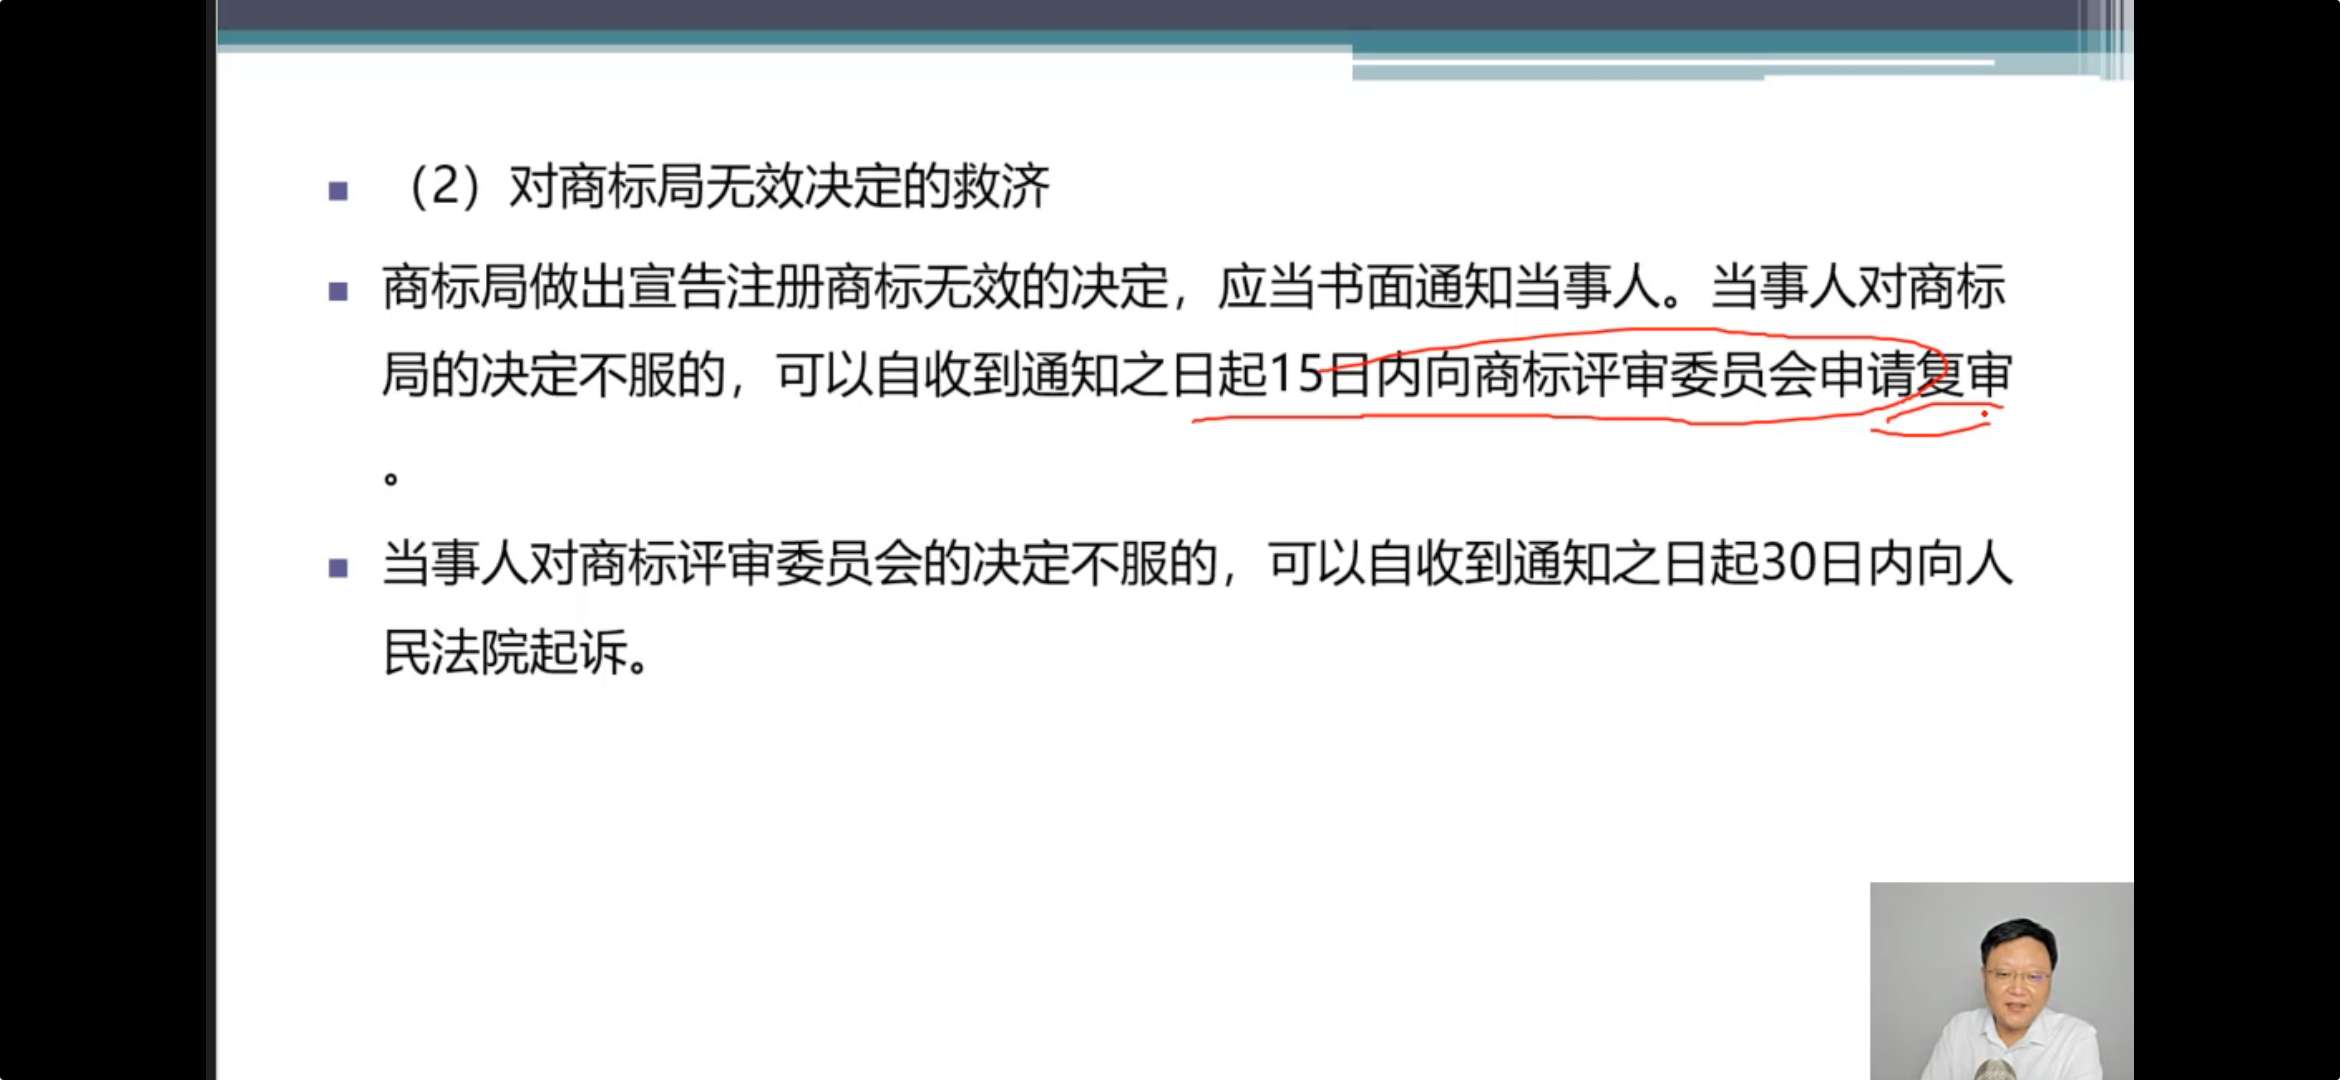 （2）对商标局无效决定的救济
商标局做出宣告注册商标无效的决定，应当书面通知当事人。当事人对商标
局的决定不服的，可以自收到通知之日起15日内向商标评审委员会申请复审
。
当事人对商标评审委员会的决定不服的，可以自收到通知之日起30日内向人
民法院起诉。